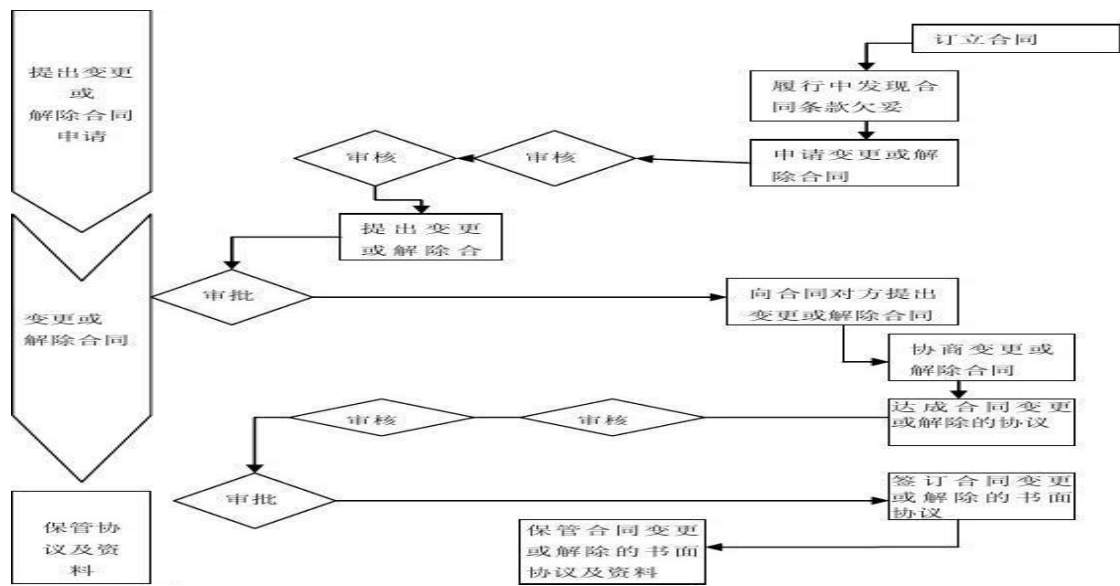 提出变更
或
解除合同
申请
订立合同
履行中发现合
同条款欠妥
申请变更或解
除合同
审核
审核
提出变更
或解除合
审批
向合同对方提出
变更或解除合同
变更或
解除合同
协商变更或
解除合同
达成合同变更
或解除的协议
审核
审核
审批
签订合同变更
或解除的书面
协议
保管协
议及资
料
保管合同变更
或解除的书面
协议及资料